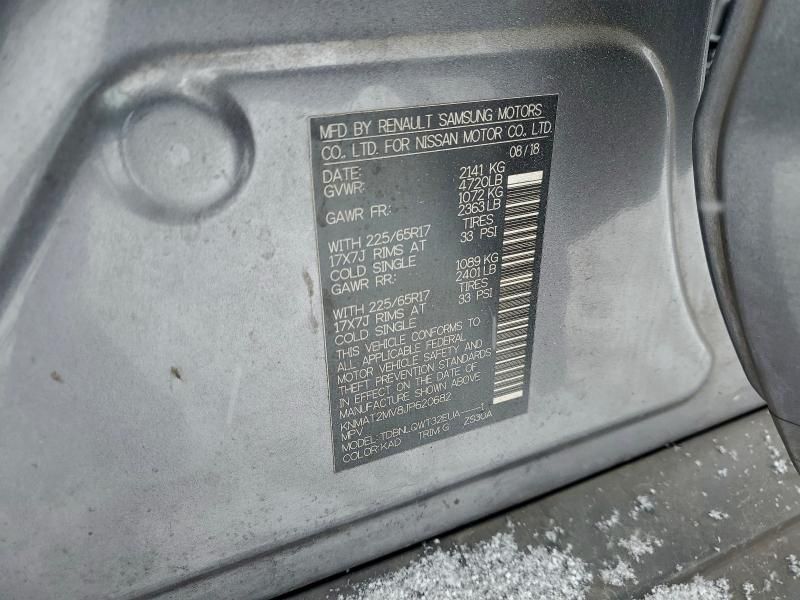 MFD BY RENAULT SAMSUNG MOTORS
CO., LTD. FOR NISSAN MOTOR CO., LTD.
DATE: 08/18
GVWR: 2141 KG
4720LB
GAWR FR: 1072 KG
2363 LB
WITH 225/65R17 TIRES
17X7J RIMS AT 33 PSI
COLD SINGLE
GAWR RR: 1089 KG
2401 LB
WITH 225/65R17 TIRES
17X7J RIMS AT 33 PSI
COLD SINGLE
THIS VEHICLE CONFORMS TO
ALL APPLICABLE FEDERAL
MOTOR VEHICLE SAFETY AND
THEFT PREVENTION STANDARDS
IN EFFECT ON THE DATE OF
MANUFACTURE SHOWN ABOVE
KNMAT2MV8JP620682
MPV
MODEL: TDBNLQWT32EUA----1
COLOR: KAD TRIM: G ZS30A